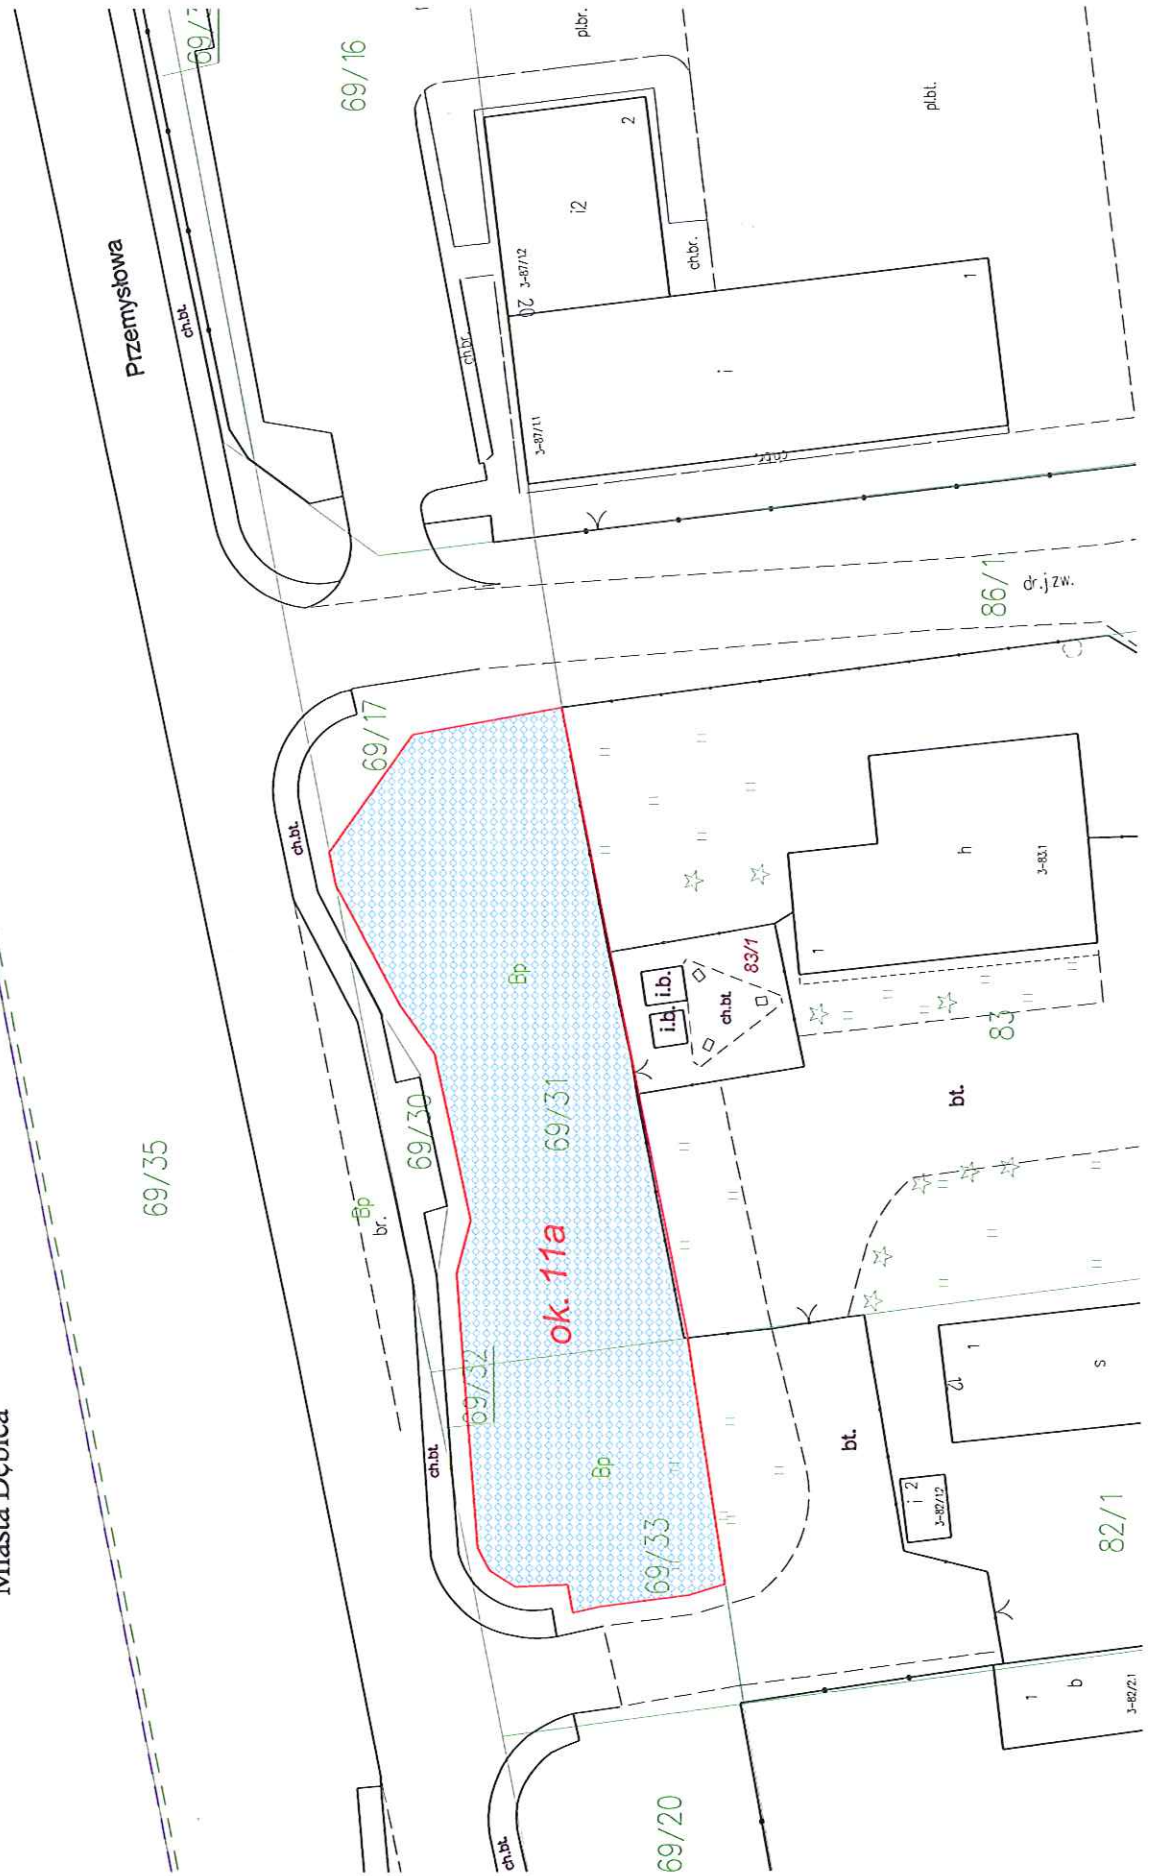 Miasta Dębica
69/35
Przemysłowa
ch.bt.
69/16
pl.br.
pl.bt.
2
i2
3-87/12
20
ch.br.
ch.br.
3-87/11
i
1
ch.br.
86/1
dr.j.zw.
69/17
ch.bt.
Bp
69/31
69/30
Bp
br.
ok. 11a
69/32
ch.bt.
Bp
69/33
i.b.
i.b.
ch.bt.
83/1
h
3-83.1
1
83
bt.
bt.
12
1
s
i 2
3-82/12
82/1
1
b
3-82/2.1
69/20
ch.bt.